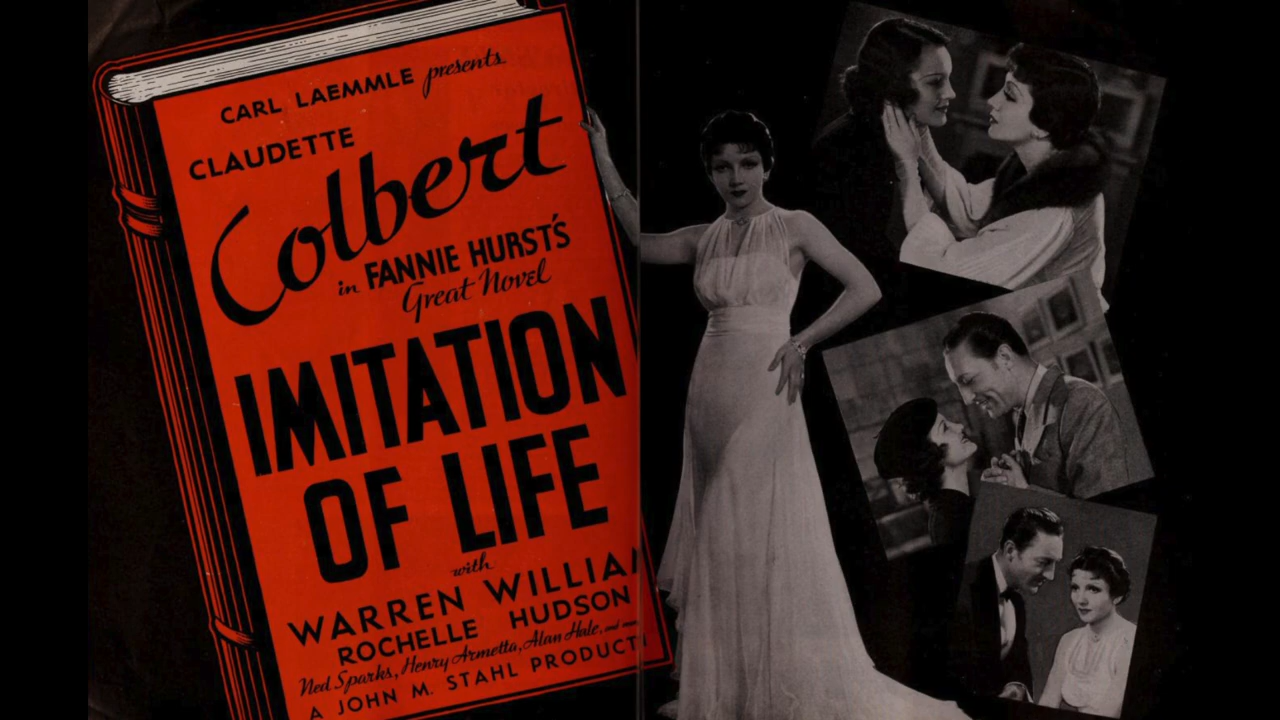 CARL LAEMMLE presents
CLAUDETTE
Colbert
in FANNIE HURST'S
Great Novel
IMITATION
OF LIFE
with
WARREN WILLIA
ROCHELLE HUDSON
Ned Sparks, Henry Armetta, Alan Hale, and
A JOHN M. STAHL PRODUCTI